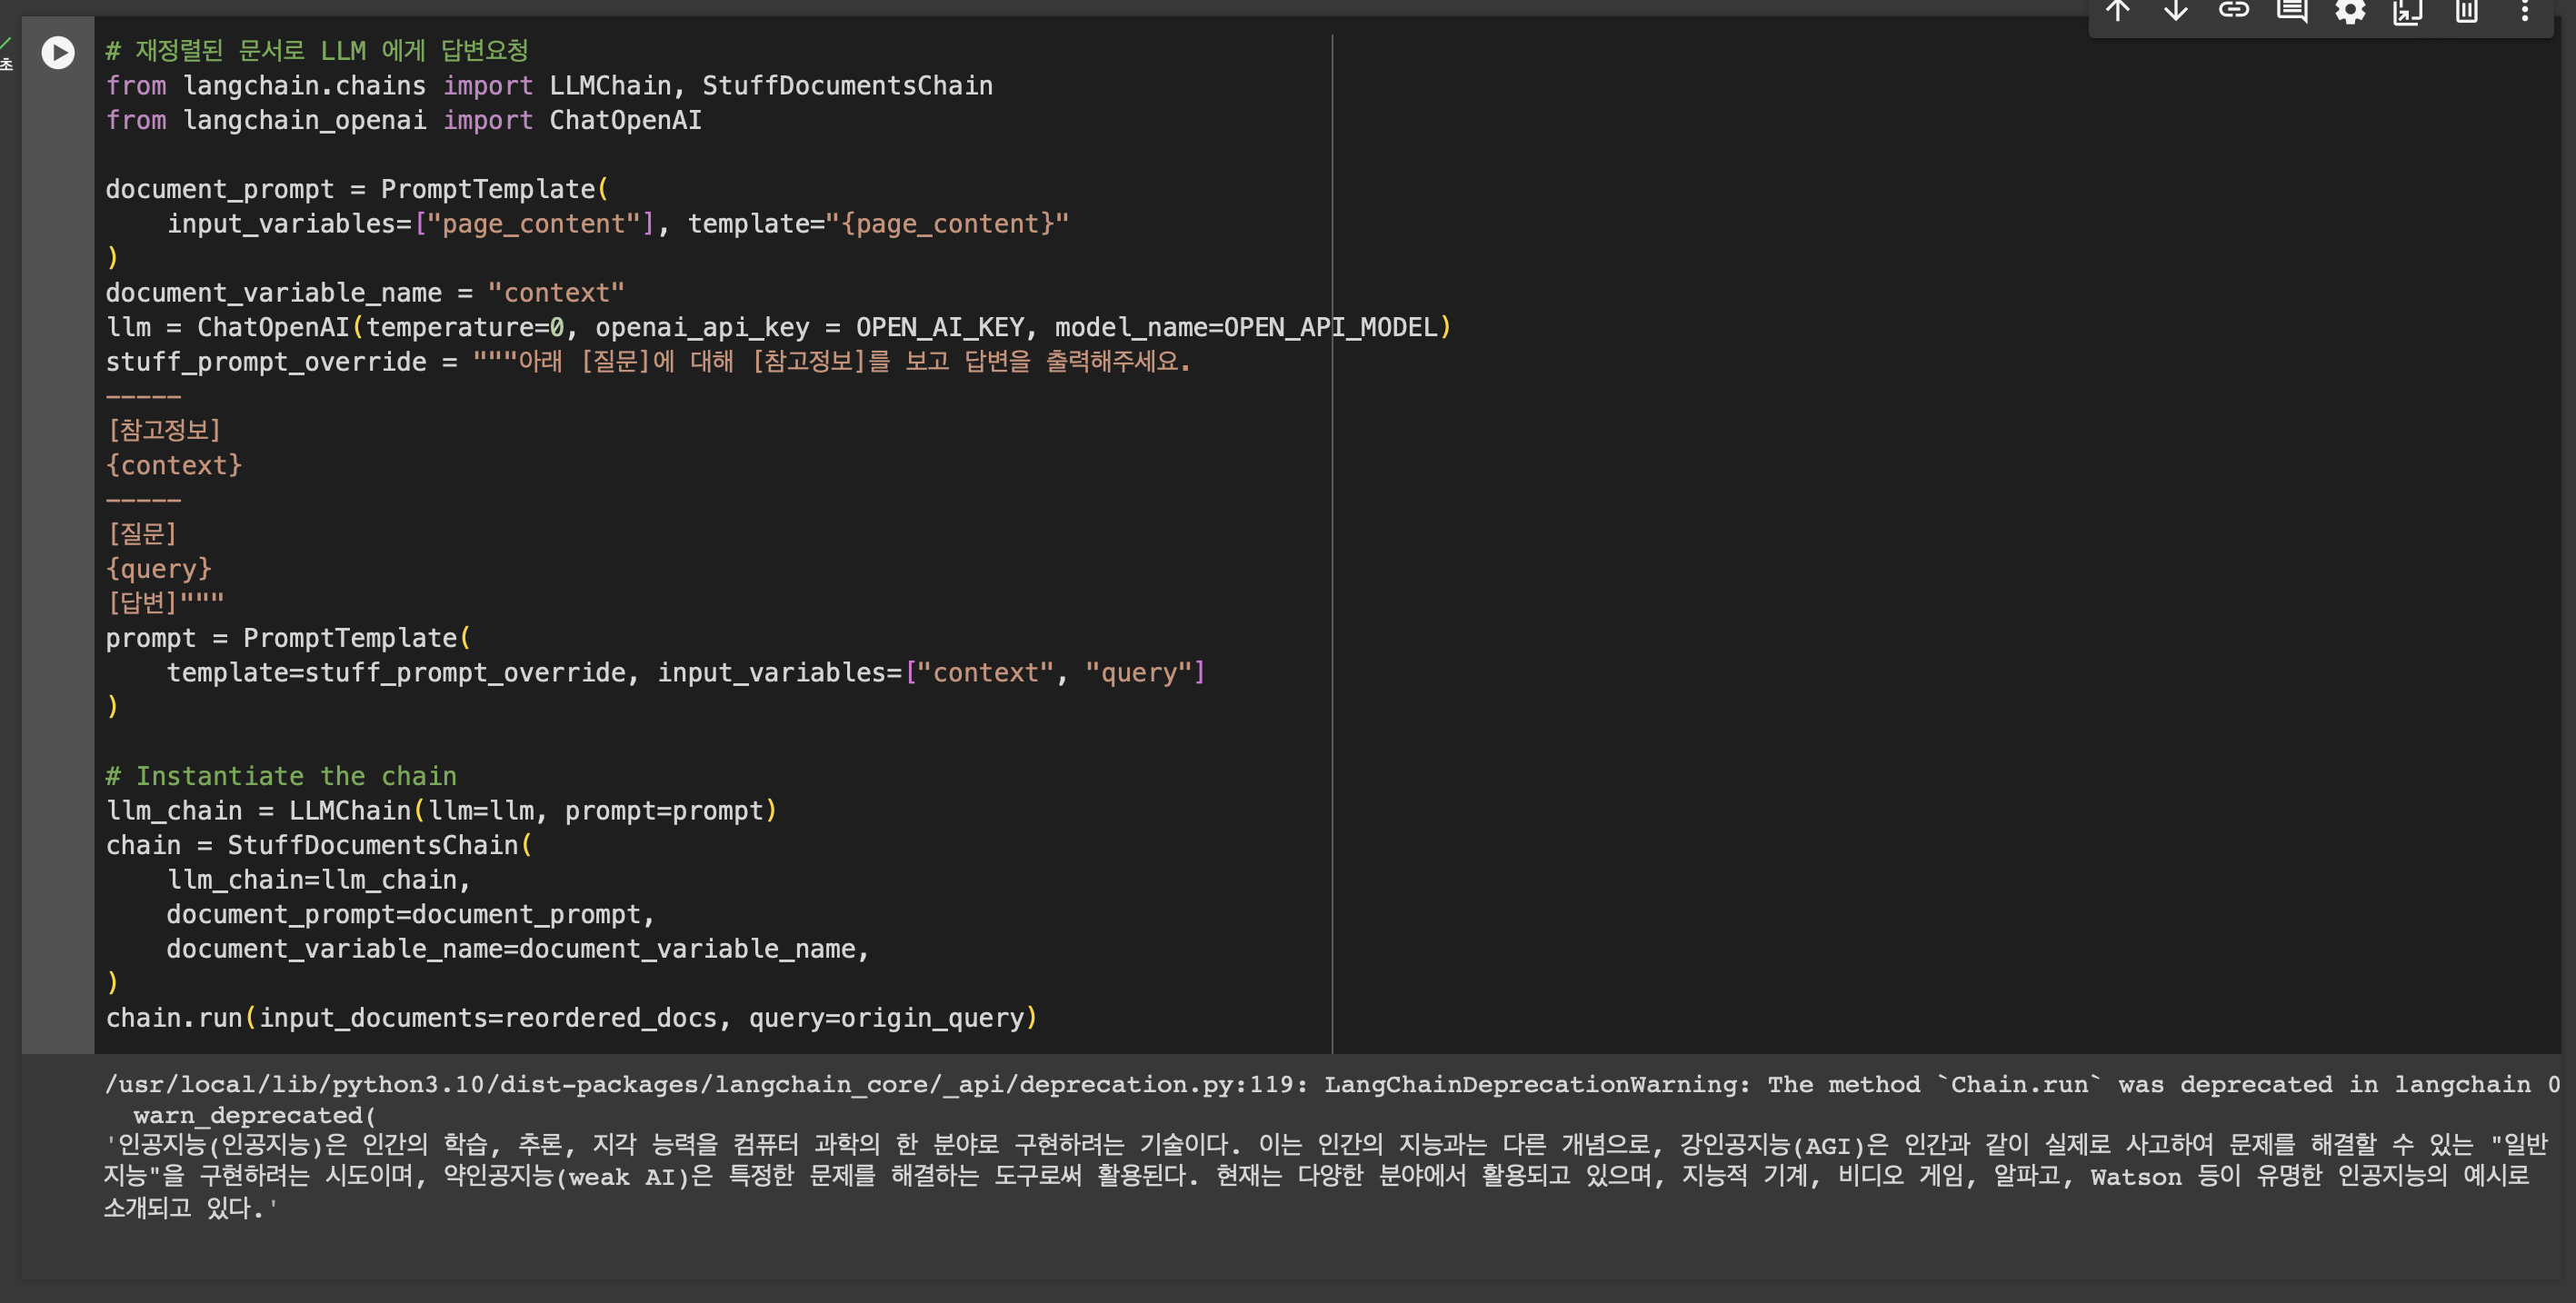 초
# 재정렬된 문서로 LLM 에게 답변요청
from langchain.chains import LLMChain, StuffDocumentsChain
from langchain_openai import ChatOpenAI

document_prompt = PromptTemplate(
    input_variables=["page_content"], template="{page_content}"
)
document_variable_name = "context"
llm = ChatOpenAI(temperature=0, openai_api_key = OPEN_AI_KEY, model_name=OPEN_API_MODEL)
stuff_prompt_override = """아래 [질문]에 대해 [참고정보]를 보고 답변을 출력해주세요.
-----
[참고정보]
{context}
-----
[질문]
{query}
[답변]"""
prompt = PromptTemplate(
    template=stuff_prompt_override, input_variables=["context", "query"]
)

# Instantiate the chain
llm_chain = LLMChain(llm=llm, prompt=prompt)
chain = StuffDocumentsChain(
    llm_chain=llm_chain,
    document_prompt=document_prompt,
    document_variable_name=document_variable_name,
)
chain.run(input_documents=reordered_docs, query=origin_query)
/usr/local/lib/python3.10/dist-packages/langchain_core/_api/deprecation.py:119: LangChainDeprecationWarning: The method `Chain.run` was deprecated in langchain 0
  warn_deprecated(
'인공지능(인공지능)은 인간의 학습, 추론, 지각 능력을 컴퓨터 과학의 한 분야로 구현하려는 기술이다. 이는 인간의 지능과는 다른 개념으로, 강인공지능(AGI)은 인간과 같이 실제로 사고하여 문제를 해결할 수 있는 "일반
지능"을 구현하려는 시도이며, 약인공지능(weak AI)은 특정한 문제를 해결하는 도구로써 활용된다. 현재는 다양한 분야에서 활용되고 있으며, 지능적 기계, 비디오 게임, 알파고, Watson 등이 유명한 인공지능의 예시로
소개되고 있다.'